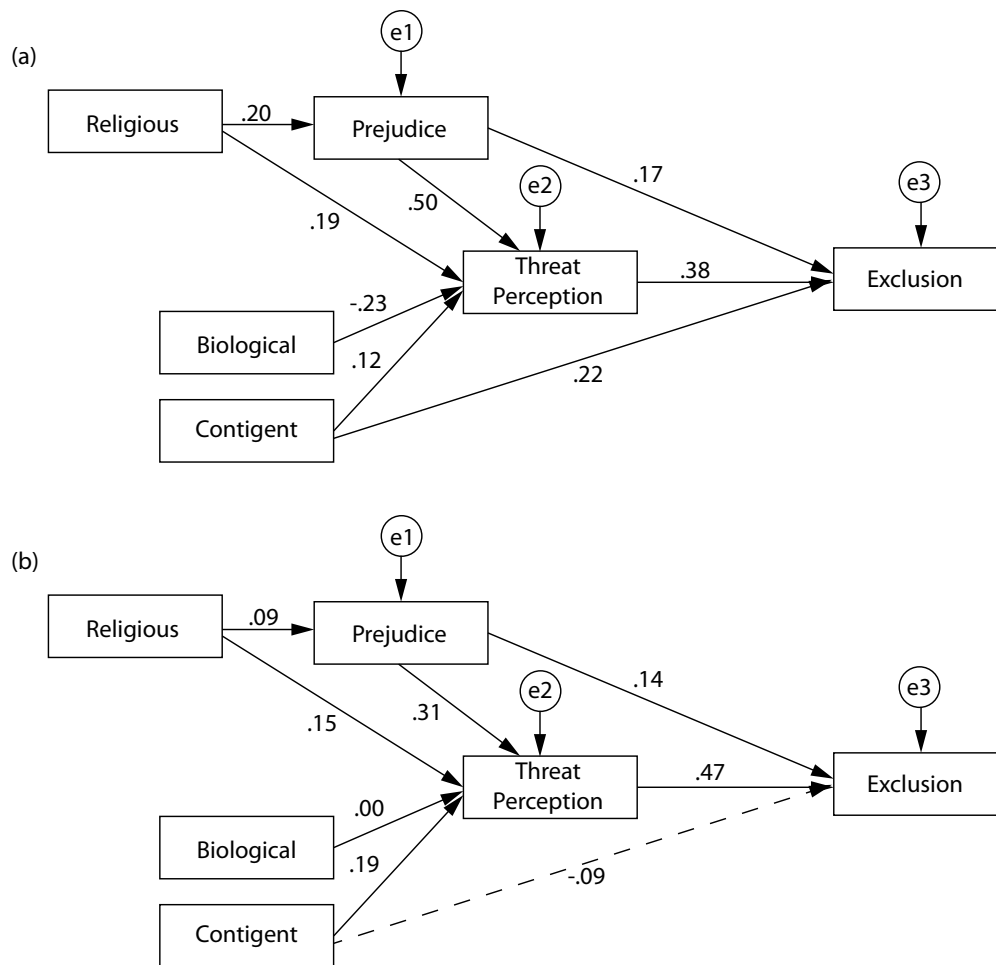 e1
(a)
Religious
.20
Prejudice
.17
e2
e3
.50
.19
Threat
Perception
.38
Exclusion
-.23
Biological
.12
.22
Contigent
e1
(b)
Religious
.09
Prejudice
.14
e2
e3
.31
.15
Threat
Perception
.47
Exclusion
.00
Biological
.19
-.09
Contigent